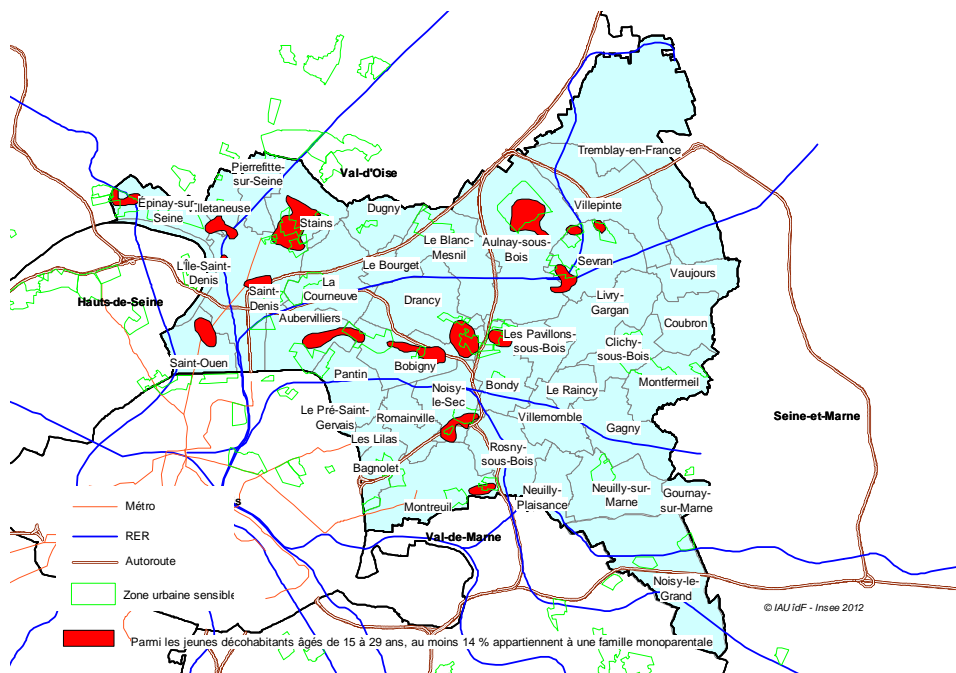 Tremblay-en-France
Pierrefitte-
sur-Seine
Val-d'Oise
Épinay-sur-
Seine
Villetaneuse
Stains
Dugny
Villepinte
Le Blanc-
Mesnil
Aulnay-sous-
Bois
Le Bourget
Sevran
Vaujours
L'Île-Saint-
Denis
Hauts-de-Seine
Saint-
Denis
La
Courneuve
Drancy
Livry-
Gargan
Coubron
Aubervilliers
Les Pavillons-
sous-Bois
Clichy-
sous-Bois
Saint-Ouen
Bobigny
Pantin
Noisy-
le-Sec
Bondy
Le Raincy
Montfermeil
Le Pré-Saint-
Gervais
Romainville
Villemomble
Gagny
Seine-et-Marne
Les Lilas
Bagnolet
Rosny-
sous-Bois
Montreuil
Neuilly-
Plaisance
Neuilly-sur-
Marne
Gournay-
sur-Marne
Val-de-Marne
Noisy-le-
Grand
s
Métro
RER
Autoroute
Zone urbaine sensible
© IAU îdF - Insee 2012
Parmi les jeunes décohabitants âgés de 15 à 29 ans, au moins 14 % appartiennent à une famille monoparentale